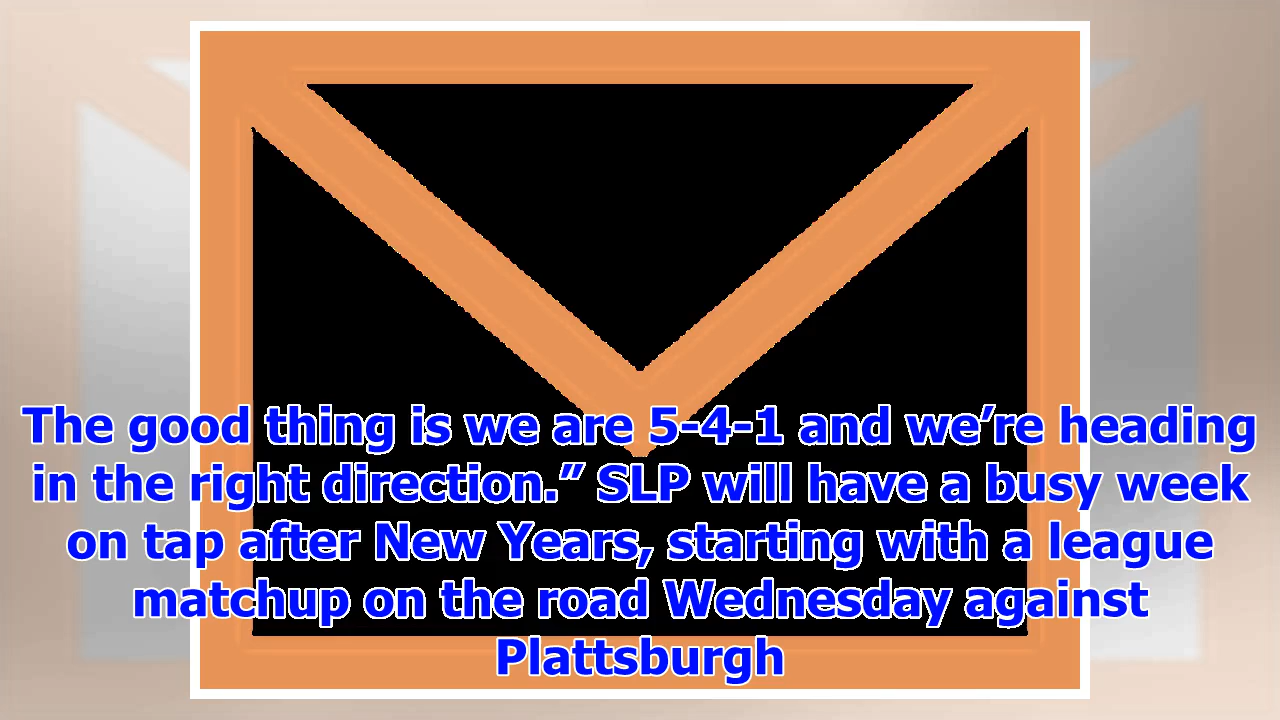 The good thing is we are 5-4-1 and we’re heading
in the right direction.” SLP will have a busy week
on tap after New Years, starting with a league
matchup on the road Wednesday against
Plattsburgh